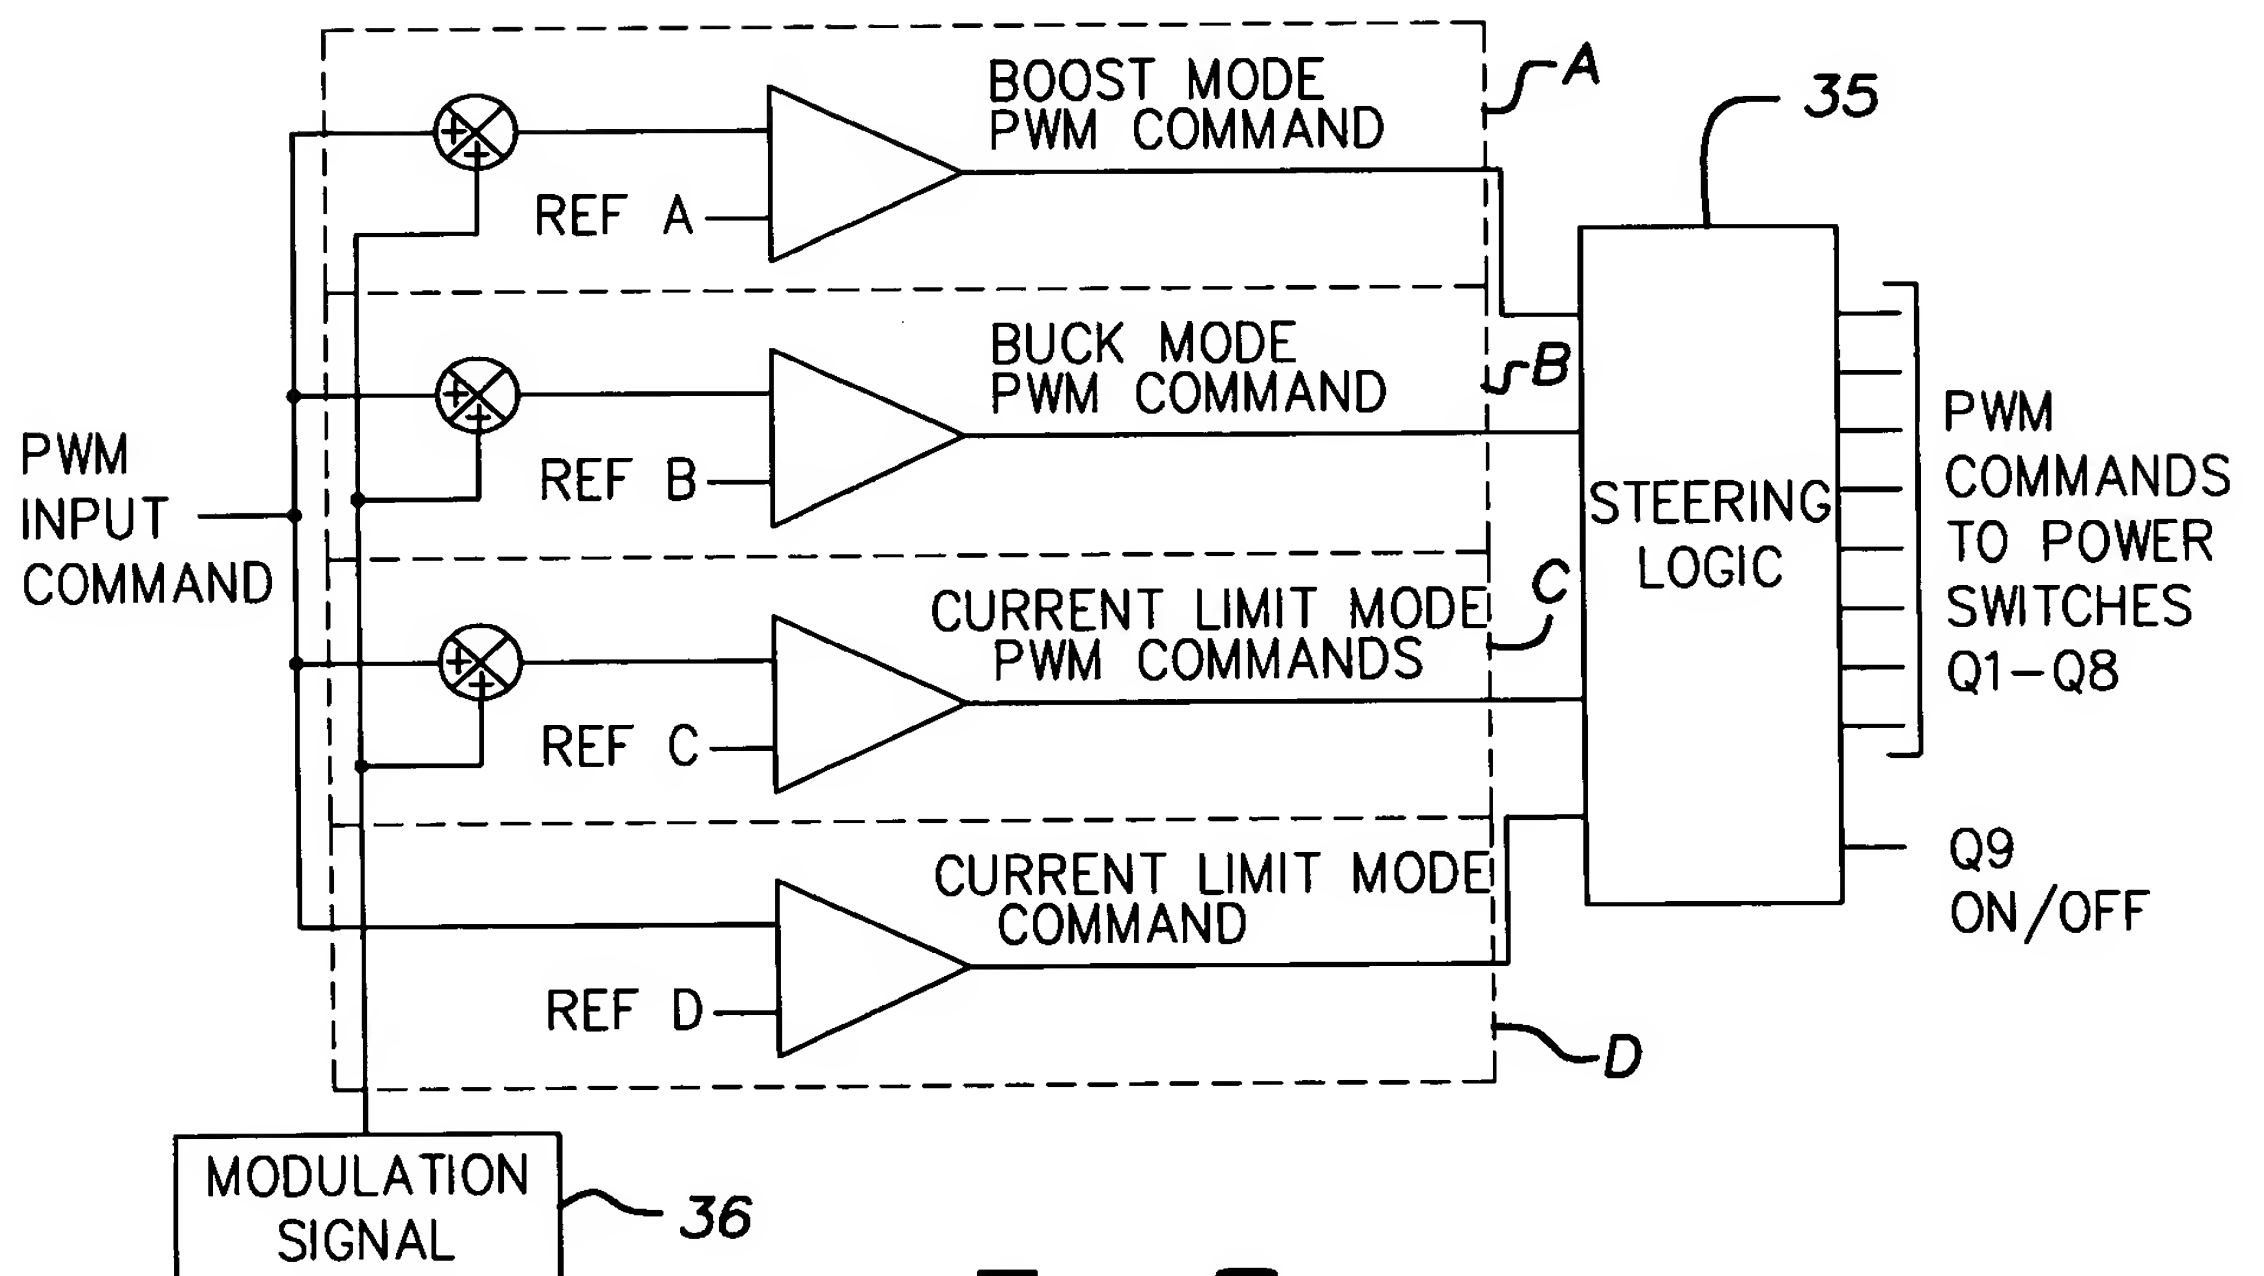 BOOST MODE
PWM COMMAND
A
35
REF A
BUCK MODE
PWM COMMAND
B
REF B
PWM
INPUT
COMMAND
STEERING
LOGIC
PWM
COMMANDS
TO POWER
SWITCHES
Q1-Q8
CURRENT LIMIT MODE
PWM COMMANDS
C
REF C
CURRENT LIMIT MODE
COMMAND
REF D
D
Q9
ON/OFF
MODULATION
SIGNAL
36